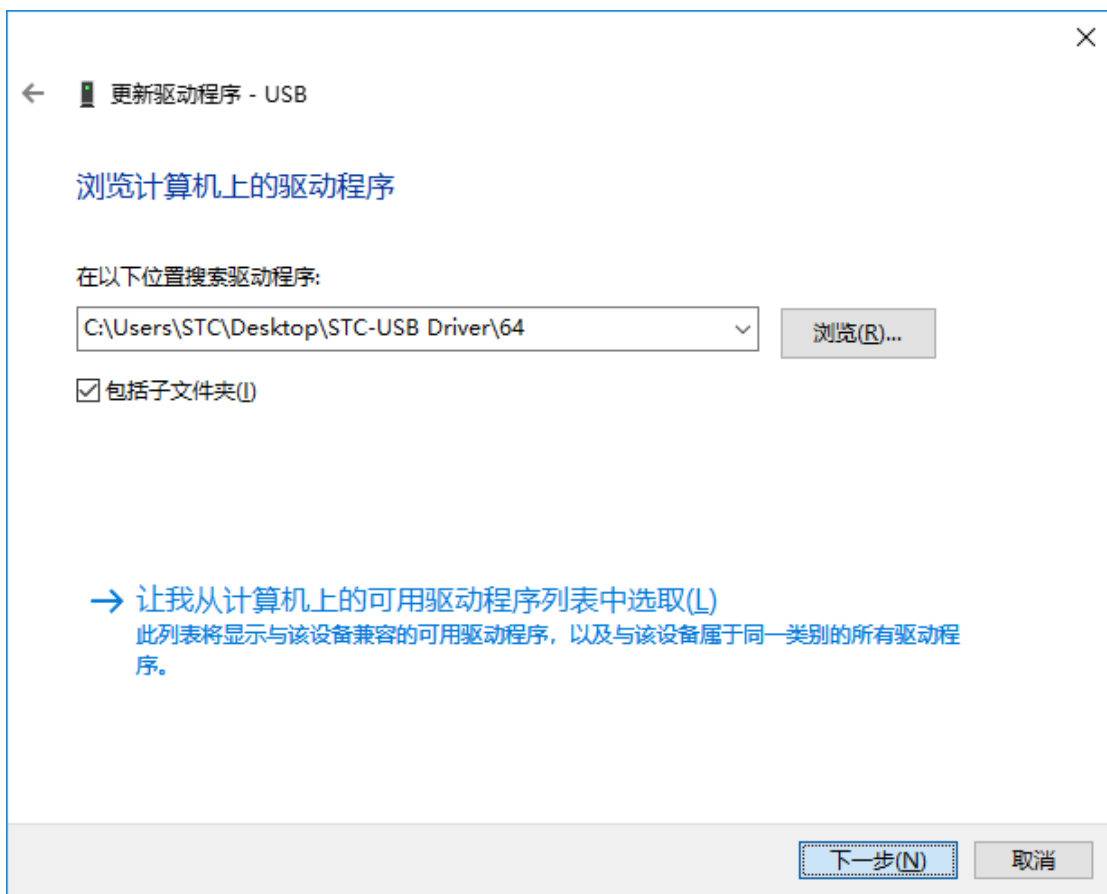 更新驱动程序 - USB
浏览计算机上的驱动程序
在以下位置搜索驱动程序:
C:\Users\STC\Desktop\STC-USB Driver\64
浏览(R)...
包括子文件夹(I)
让我从计算机上的可用驱动程序列表中选取(L)
此列表将显示与该设备兼容的可用驱动程序，以及与该设备属于同一类别的所有驱动程
序。
下一步(N)
取消